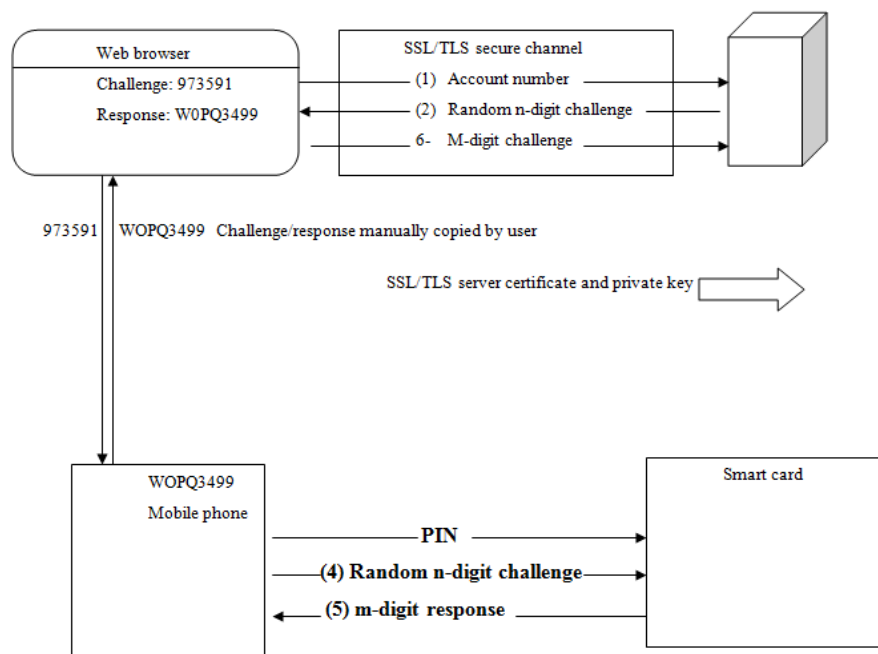 Web browser
Challenge: 973591
Response: W0PQ3499
SSL/TLS secure channel
(1) Account number
(2) Random n-digit challenge
6- M-digit challenge
973591 WOPQ3499 Challenge/response manually copied by user
SSL/TLS server certificate and private key
WOPQ3499
Mobile phone
Smart card
PIN
(4) Random n-digit challenge
(5) m-digit response